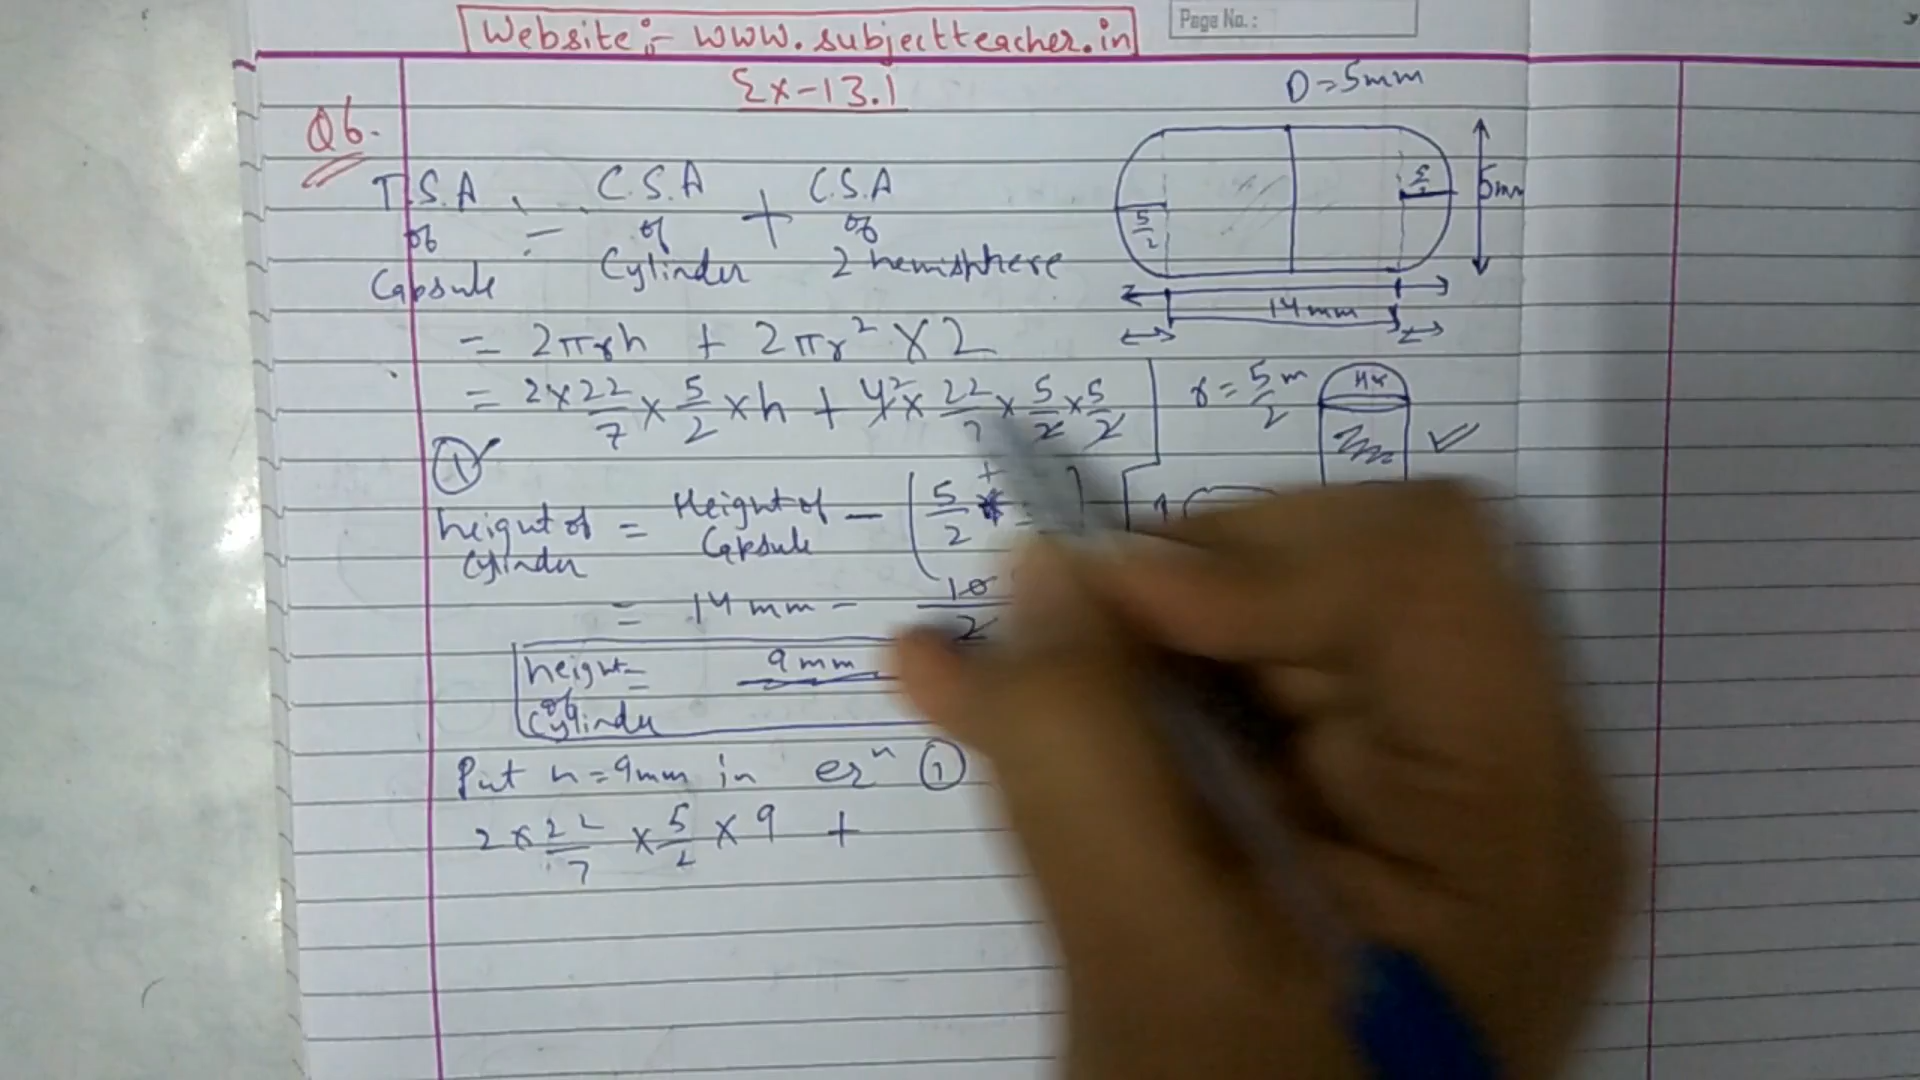 Website:- www.subjectteacher.in
Page No.:
Ex-13.1
D=5mm
Q6.
T.S.A of Capsule = C.S.A of Cylinder + C.S.A of 2 hemisphere
5/2
5mm
14mm
= 2πrh + 2πr² × 2
= 2×22/7 × 5/2 × h + 4² × 22/7 × 5/2 × 5/2
r = 5/2 m
①
height of Cylinder = Height of Capsule - ( 5/2 +
= 14 mm - 10/2
height of Cylinder = 9mm
Put h=9mm in eqⁿ ①
2 × 22/7 × 5/2 × 9 +